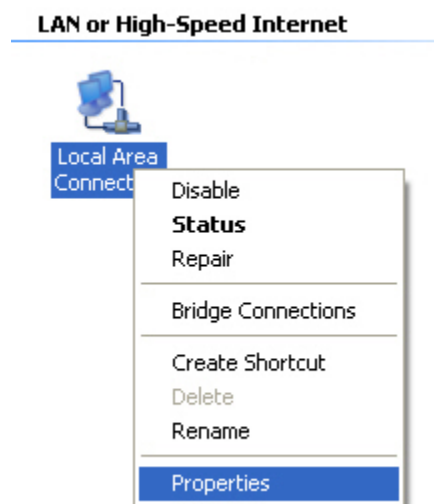 LAN or High-Speed Internet
Local Area
Connect
Disable
Status
Repair
Bridge Connections
Create Shortcut
Delete
Rename
Properties